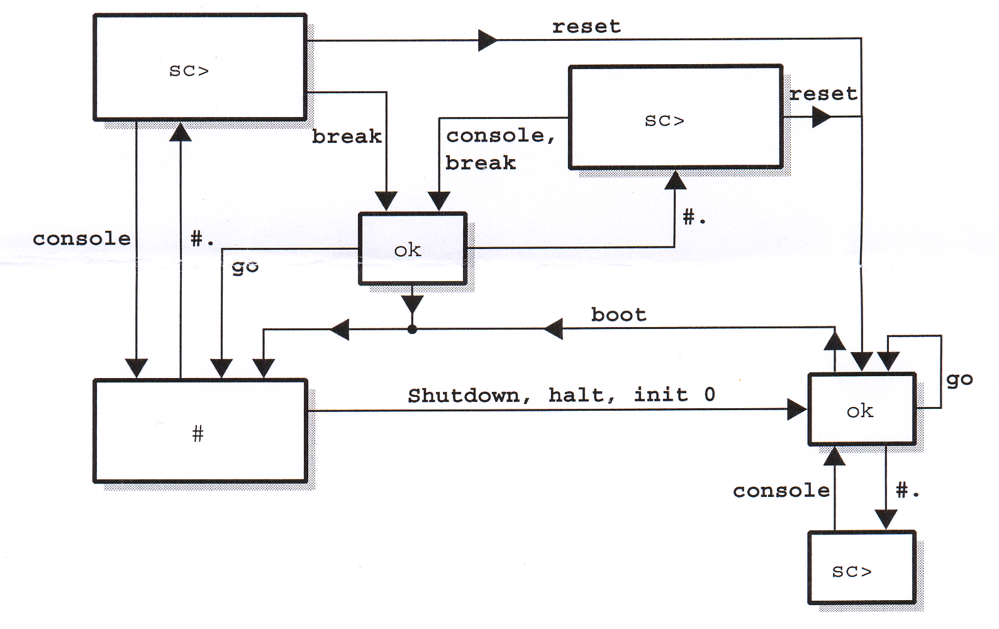 reset
sc>
reset
sc>
break
console,
break
#.
console
#.
ok
go
boot
go
Shutdown, halt, init 0
ok
#
console
#.
sc>